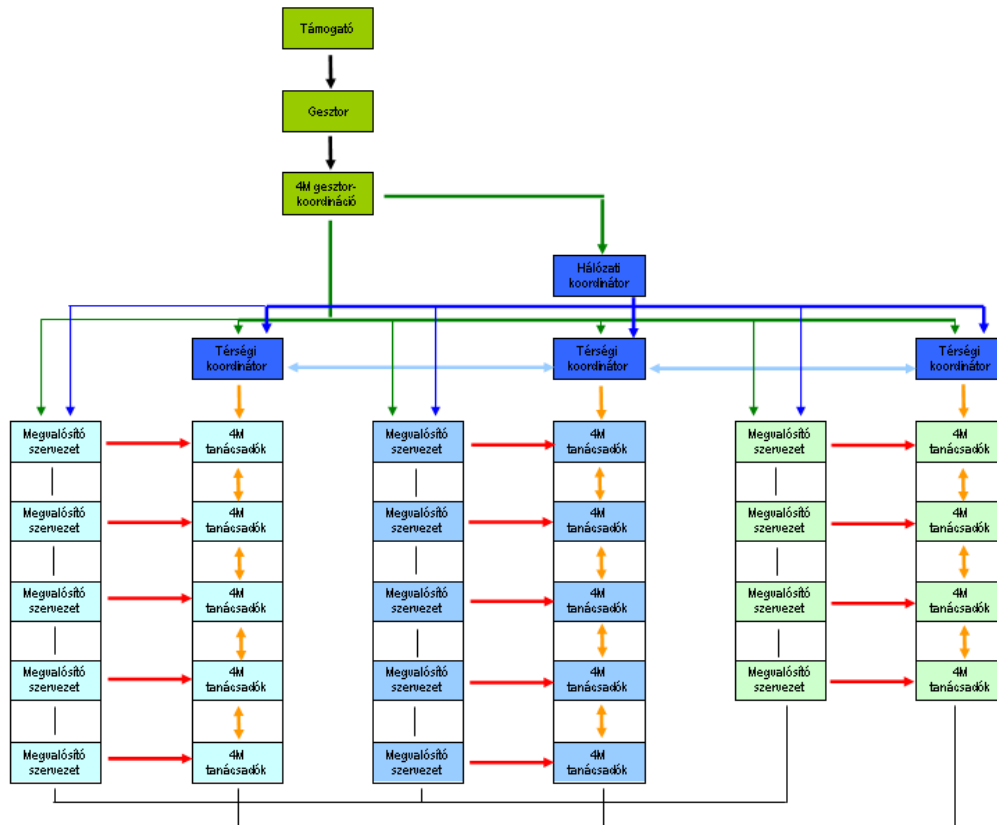 Támogató
Gesztor
4M gesztor-
koordináció
Hálózati
koordinátor
Térségi
koordinátor
Térségi
koordinátor
Térségi
koordinátor
Megvalósító
szervezet
4M
tanácsadók
Megvalósító
szervezet
4M
tanácsadók
Megvalósító
szervezet
4M
tanácsadók
Megvalósító
szervezet
4M
tanácsadók
Megvalósító
szervezet
4M
tanácsadók
Megvalósító
szervezet
4M
tanácsadók
Megvalósító
szervezet
4M
tanácsadók
Megvalósító
szervezet
4M
tanácsadók
Megvalósító
szervezet
4M
tanácsadók
Megvalósító
szervezet
4M
tanácsadók
Megvalósító
szervezet
4M
tanácsadók
Megvalósító
szervezet
4M
tanácsadók
Megvalósító
szervezet
4M
tanácsadók
Megvalósító
szervezet
4M
tanácsadók